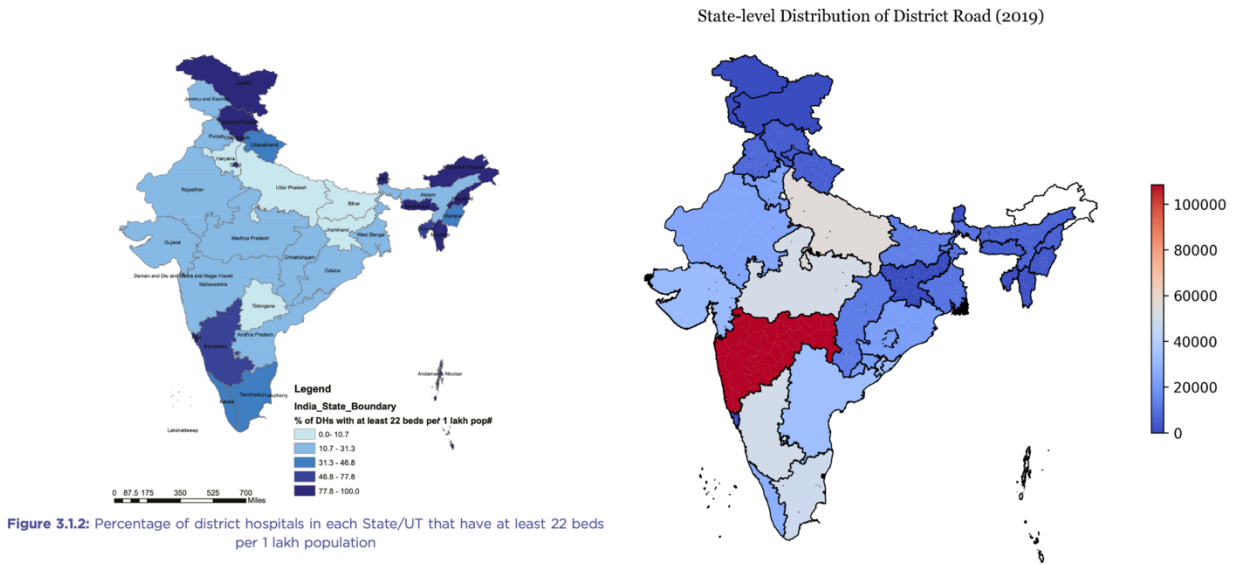 State-level Distribution of District Road (2019)
Jammu and Kashmir
Punjab
Uttarakhand
Haryana
Rajasthan
Uttar Pradesh
Bihar
Assam
Manipur
Jharkhand
West Bengal
Gujarat
Madhya Pradesh
Chhattisgarh
Odisha
Daman and Diu and Dadra and Nagar Haveli
Maharashtra
Telangana
Andhra Pradesh
Karnataka
Kerala
Andaman & Nicobar
Lakshadweep
Legend
India_State_Boundary
% of DHs with at least 22 beds per 1 lakh pop#
0.0- 10.7
10.7 - 31.3
31.3 - 46.8
46.8 - 77.8
77.8 - 100.0
0 87.5 175 350 525 700
Miles
Figure 3.1.2: Percentage of district hospitals in each State/UT that have at least 22 beds
per 1 lakh population
100000
80000
60000
40000
20000
0